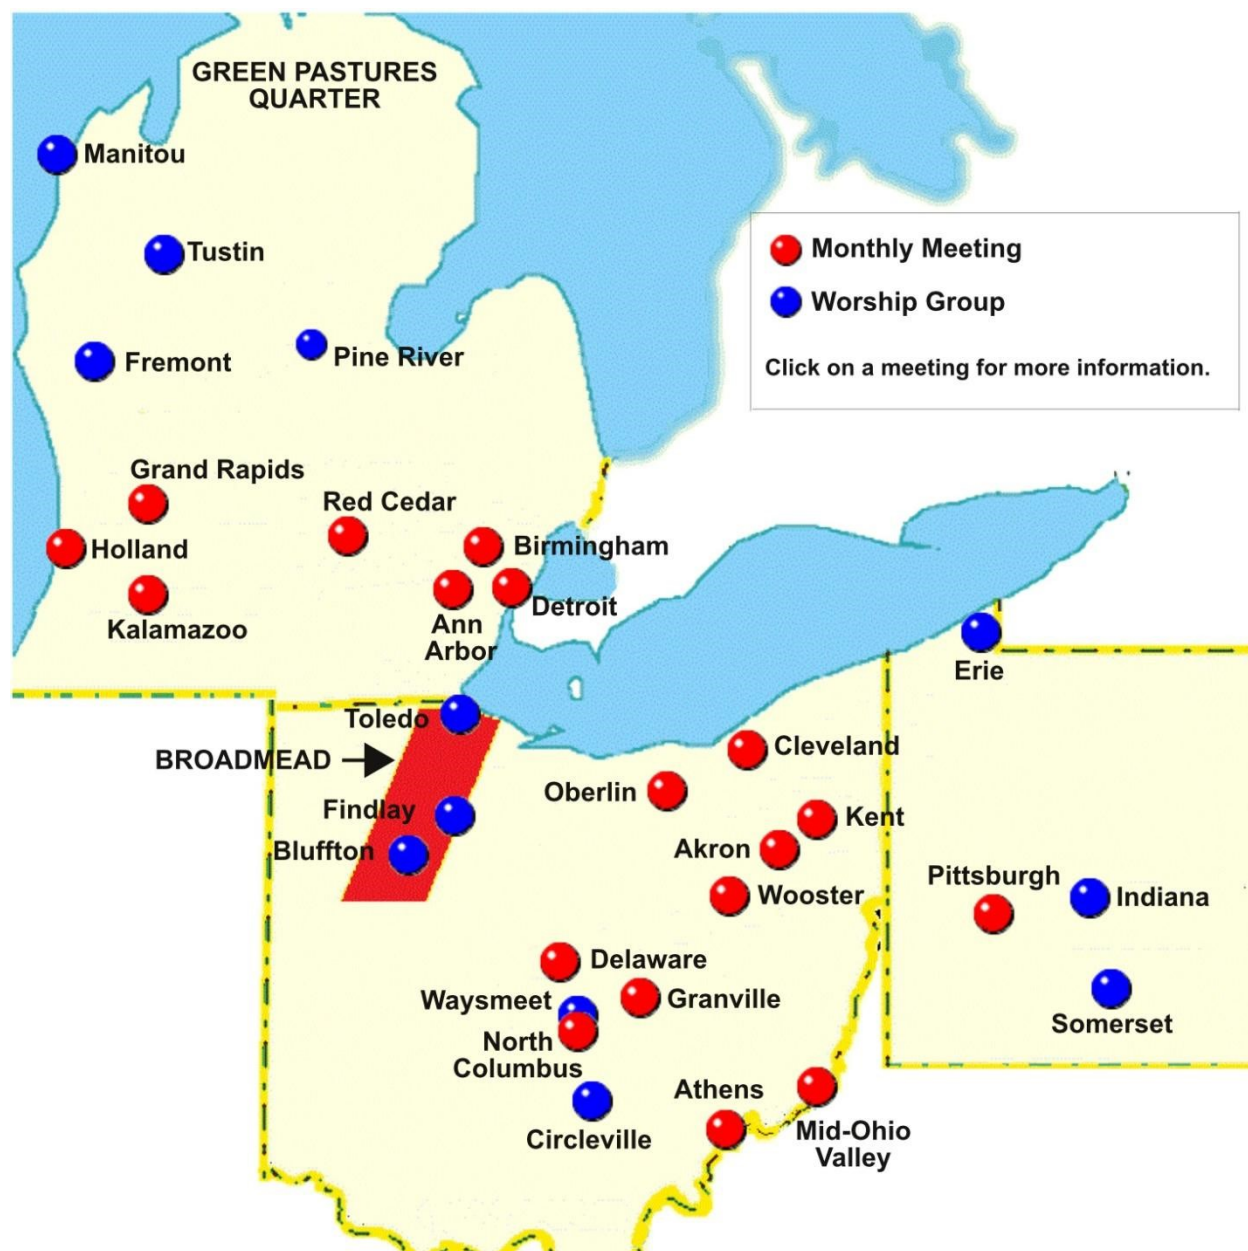 GREEN PASTURES
QUARTER
Manitou
Tustin
Fremont
Pine River
Monthly Meeting
Worship Group
Click on a meeting for more information.
Grand Rapids
Red Cedar
Holland
Birmingham
Kalamazoo
Ann
Arbor
Detroit
Erie
Toledo
BROADMEAD
Findlay
Bluffton
Cleveland
Oberlin
Kent
Akron
Wooster
Pittsburgh
Indiana
Somerset
Delaware
Waysmeet
Granville
North
Columbus
Circleville
Athens
Mid-Ohio
Valley